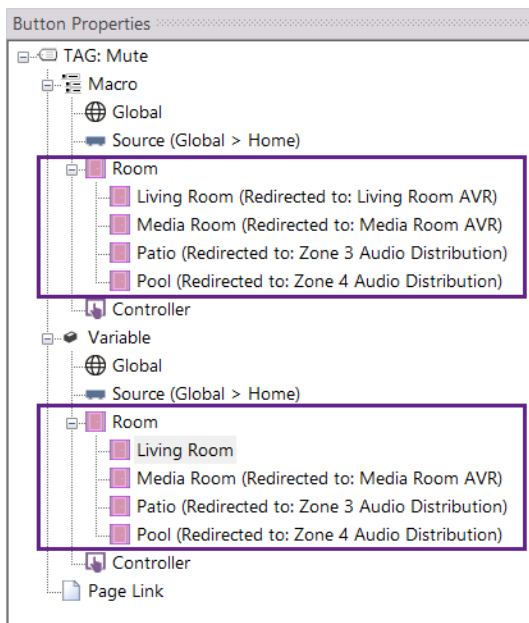 Button Properties
TAG: Mute
Macro
Global
Source (Global > Home)
Room
Living Room (Redirected to: Living Room AVR)
Media Room (Redirected to: Media Room AVR)
Patio (Redirected to: Zone 3 Audio Distribution)
Pool (Redirected to: Zone 4 Audio Distribution)
Controller
Variable
Global
Source (Global > Home)
Room
Living Room
Media Room (Redirected to: Media Room AVR)
Patio (Redirected to: Zone 3 Audio Distribution)
Pool (Redirected to: Zone 4 Audio Distribution)
Controller
Page Link